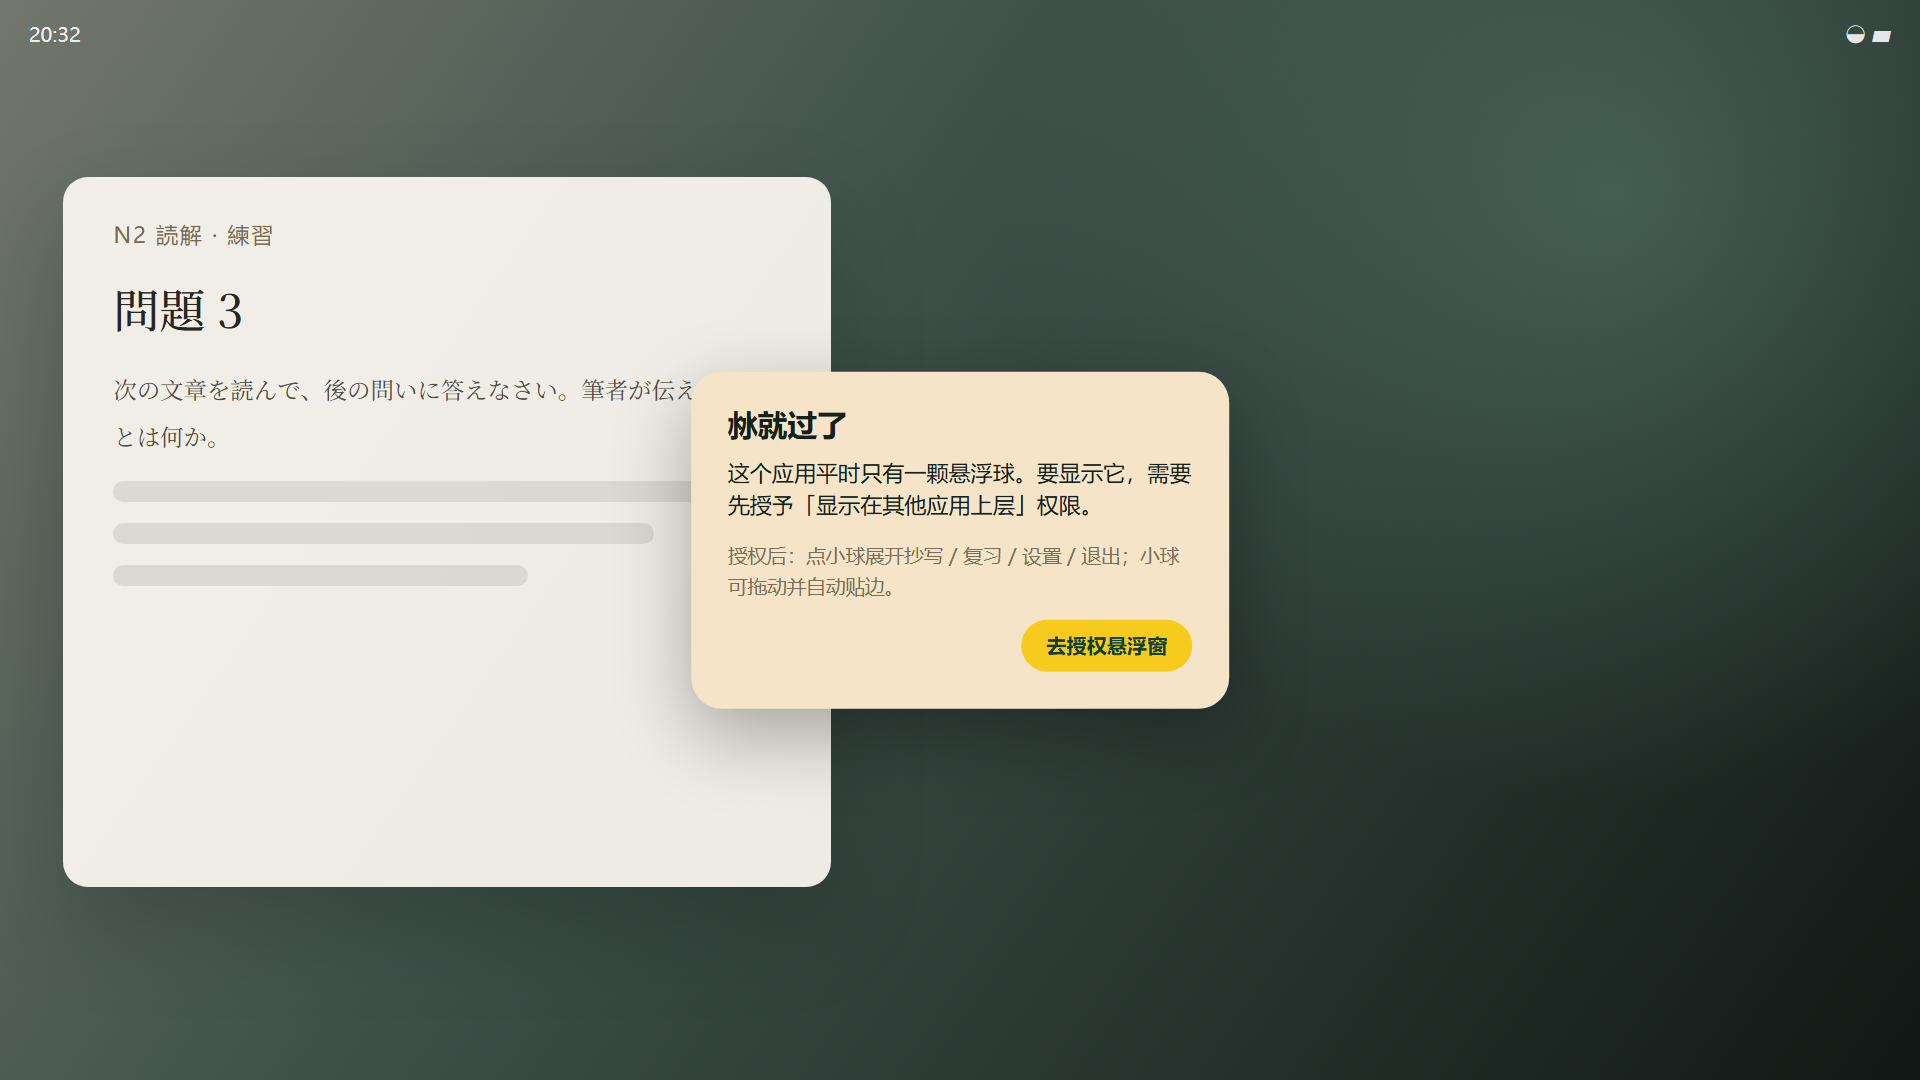 20:32
N2 読解 · 練習
問題 3
次の文章を読んで、後の問いに答えなさい。筆者が伝え
とは何か。
就过了
这个应用平时只有一颗悬浮球。要显示它，需要
先授予「显示在其他应用上层」权限。
授权后：点小球展开抄写 / 复习 / 设置 / 退出；小球
可拖动并自动贴边。
去授权悬浮窗